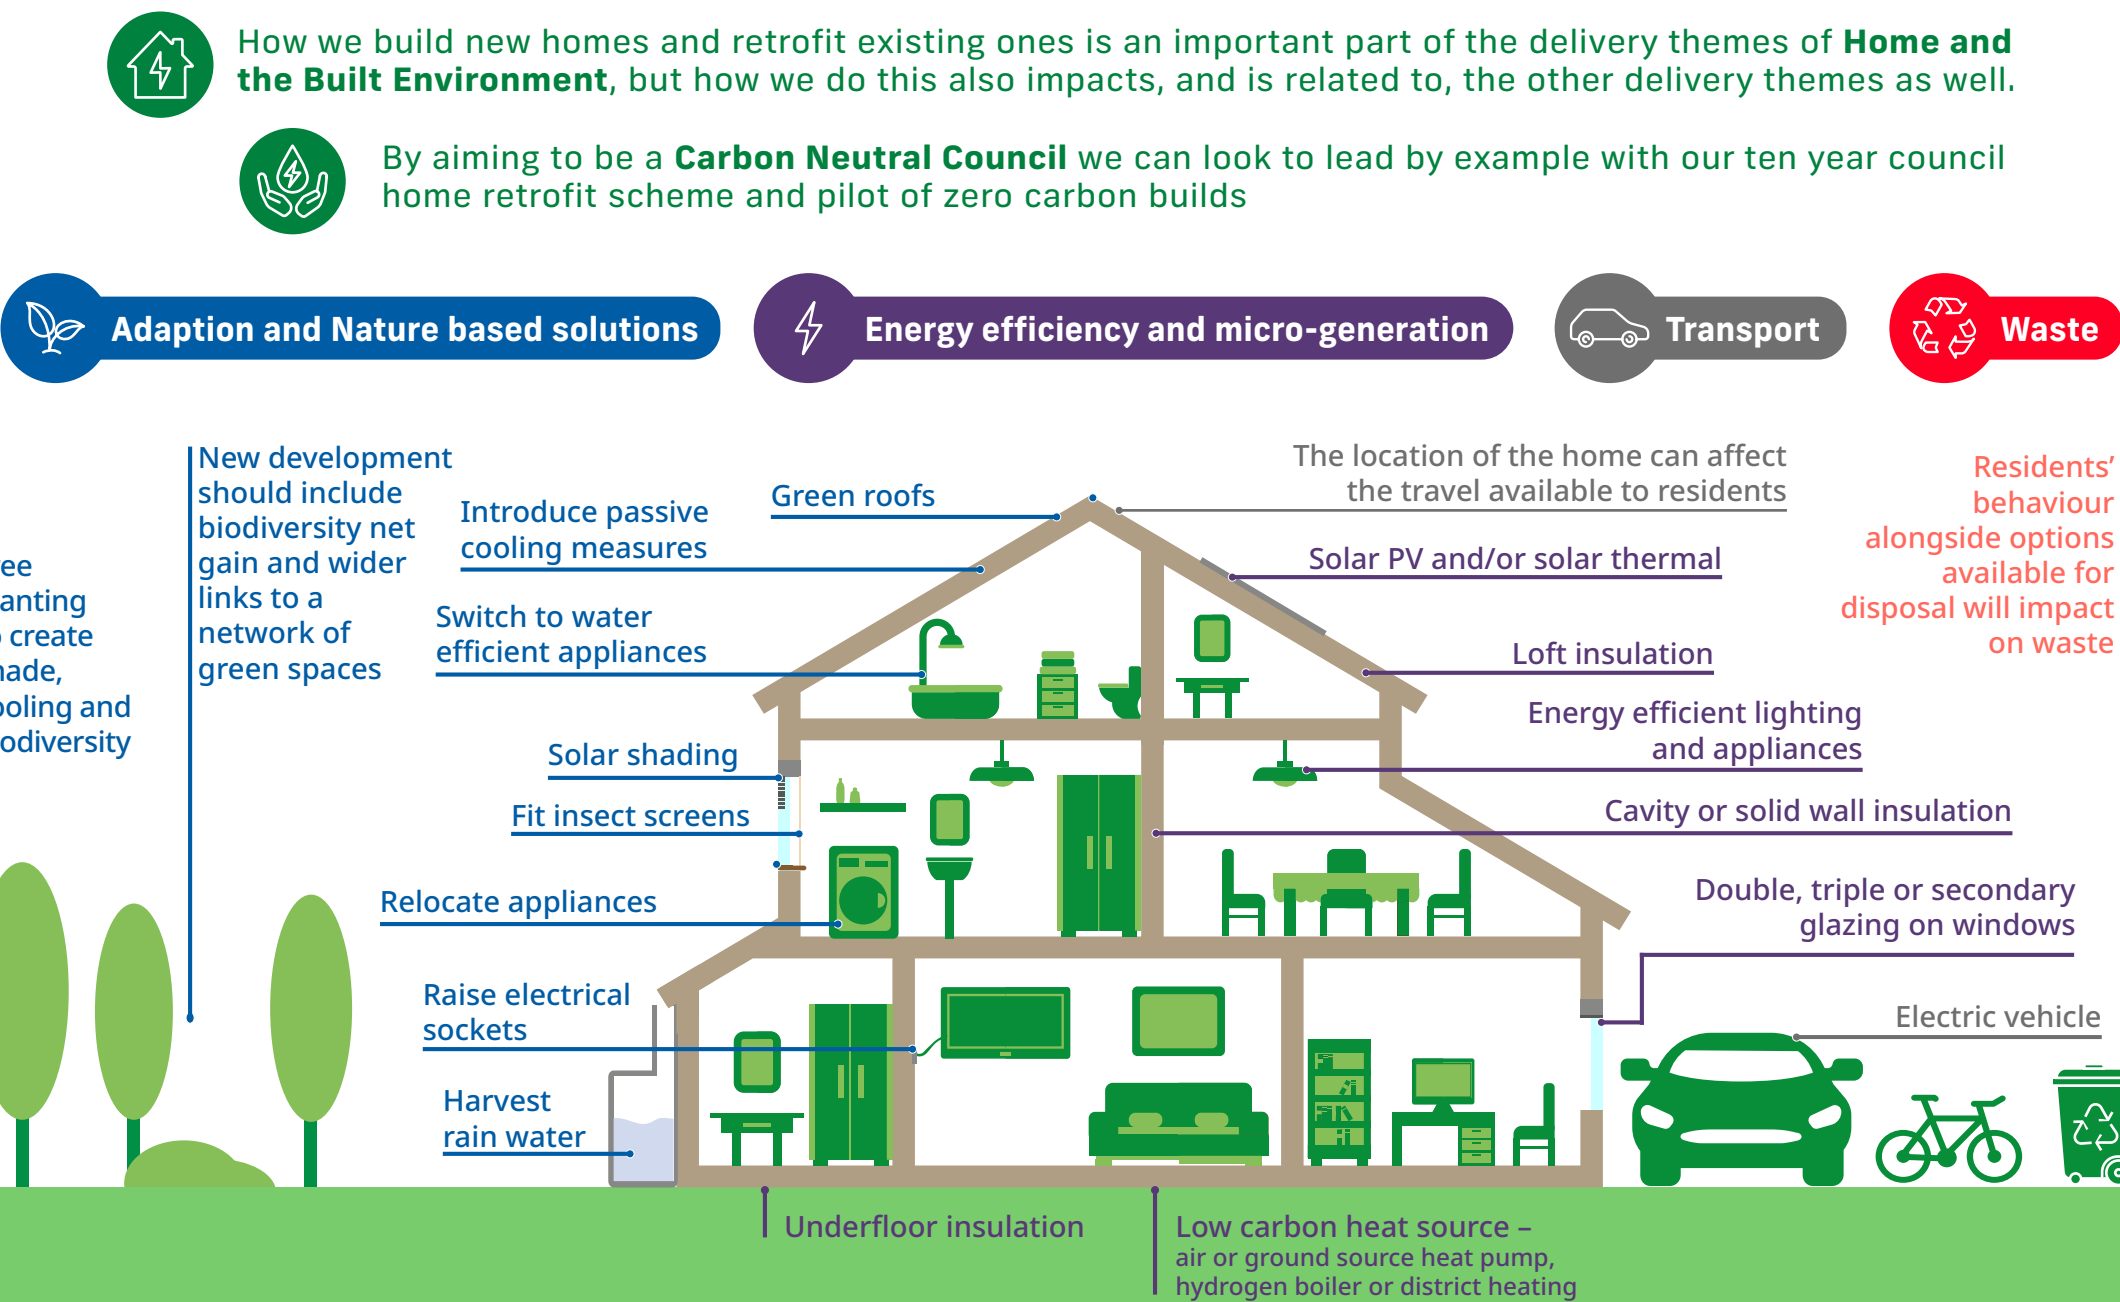 How we build new homes and retrofit existing ones is an important part of the delivery themes of Home and
the Built Environment, but how we do this also impacts, and is related to, the other delivery themes as well.
By aiming to be a Carbon Neutral Council we can look to lead by example with our ten year council
home retrofit scheme and pilot of zero carbon builds
Adaption and Nature based solutions
Energy efficiency and micro-generation
Transport
Waste
New development
should include
biodiversity net
gain and wider
links to a
network of
green spaces
create
and
Introduce passive
cooling measures
Green roofs
Switch to water
efficient appliances
Solar shading
Fit insect screens
Relocate appliances
Raise electrical
sockets
Harvest
rain water
The location of the home can affect
the travel available to residents
Solar PV and/or solar thermal
Loft insulation
Energy efficient lighting
and appliances
Cavity or solid wall insulation
Double, triple or secondary
glazing on windows
Electric vehicle
Residents’
behaviour
alongside options
available for
disposal will impact
on waste
Underfloor insulation
Low carbon heat source –
air or ground source heat pump,
hydrogen boiler or district heating